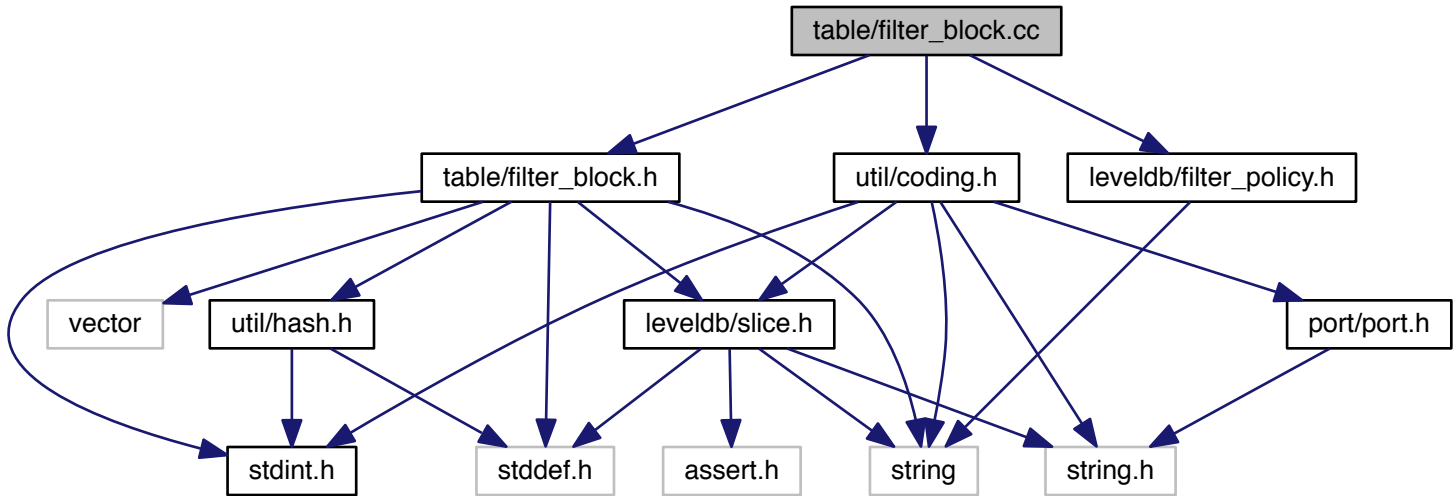 table/filter_block.cc
table/filter_block.h
util/coding.h
leveldb/filter_policy.h
vector
util/hash.h
leveldb/slice.h
port/port.h
stdint.h
stddef.h
assert.h
string
string.h